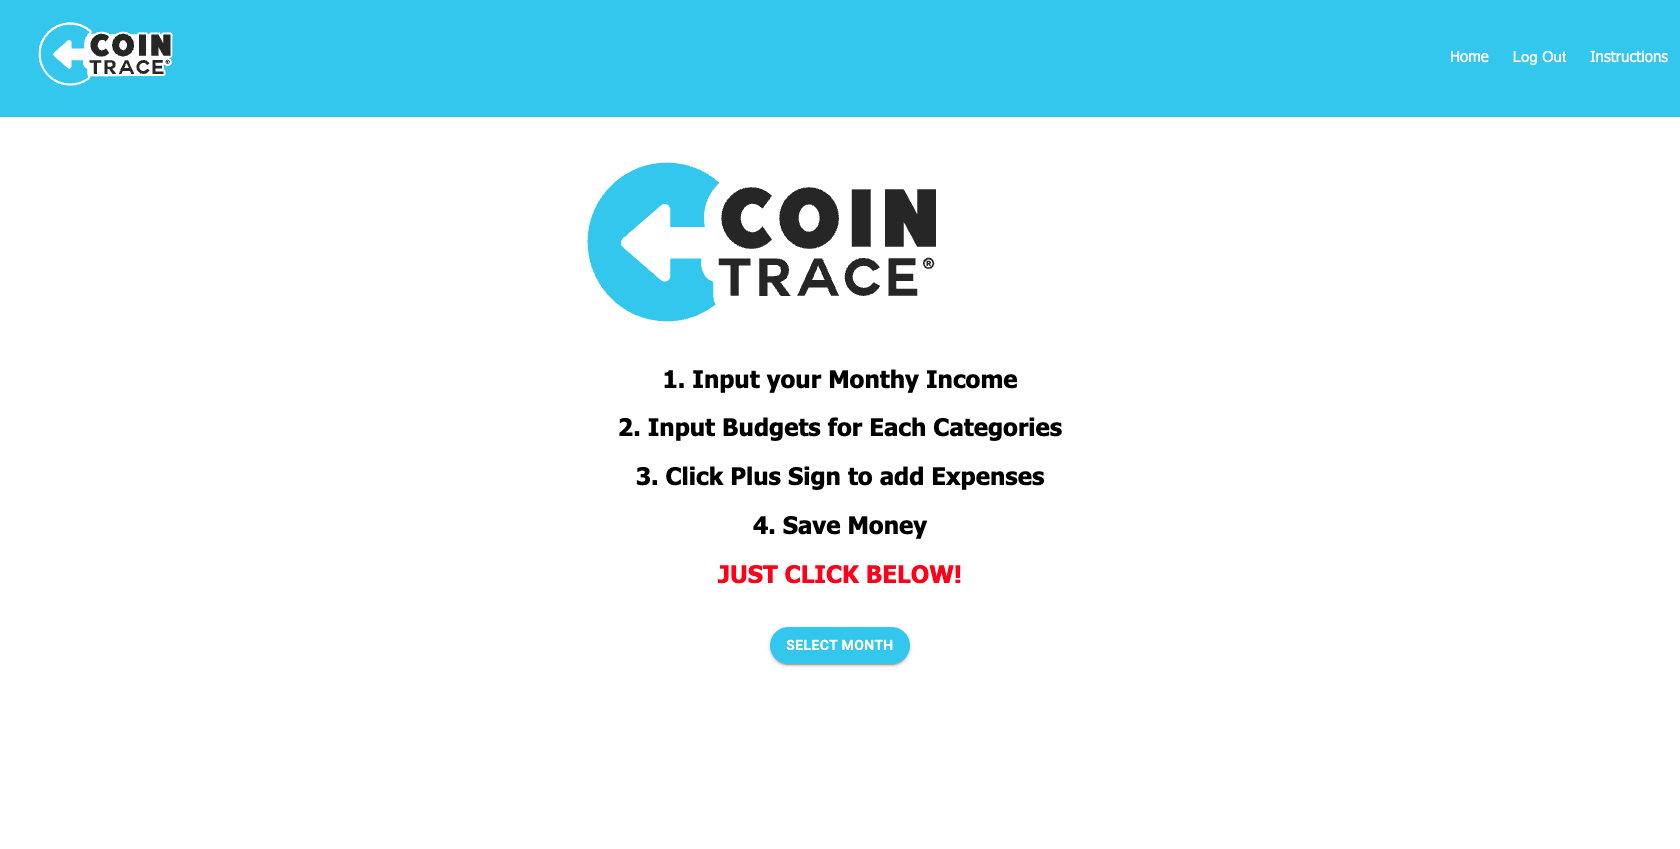 COIN
TRACE®
Home Log Out Instructions
COIN
TRACE®
1. Input your Monthy Income
2. Input Budgets for Each Categories
3. Click Plus Sign to add Expenses
4. Save Money
JUST CLICK BELOW!
SELECT MONTH